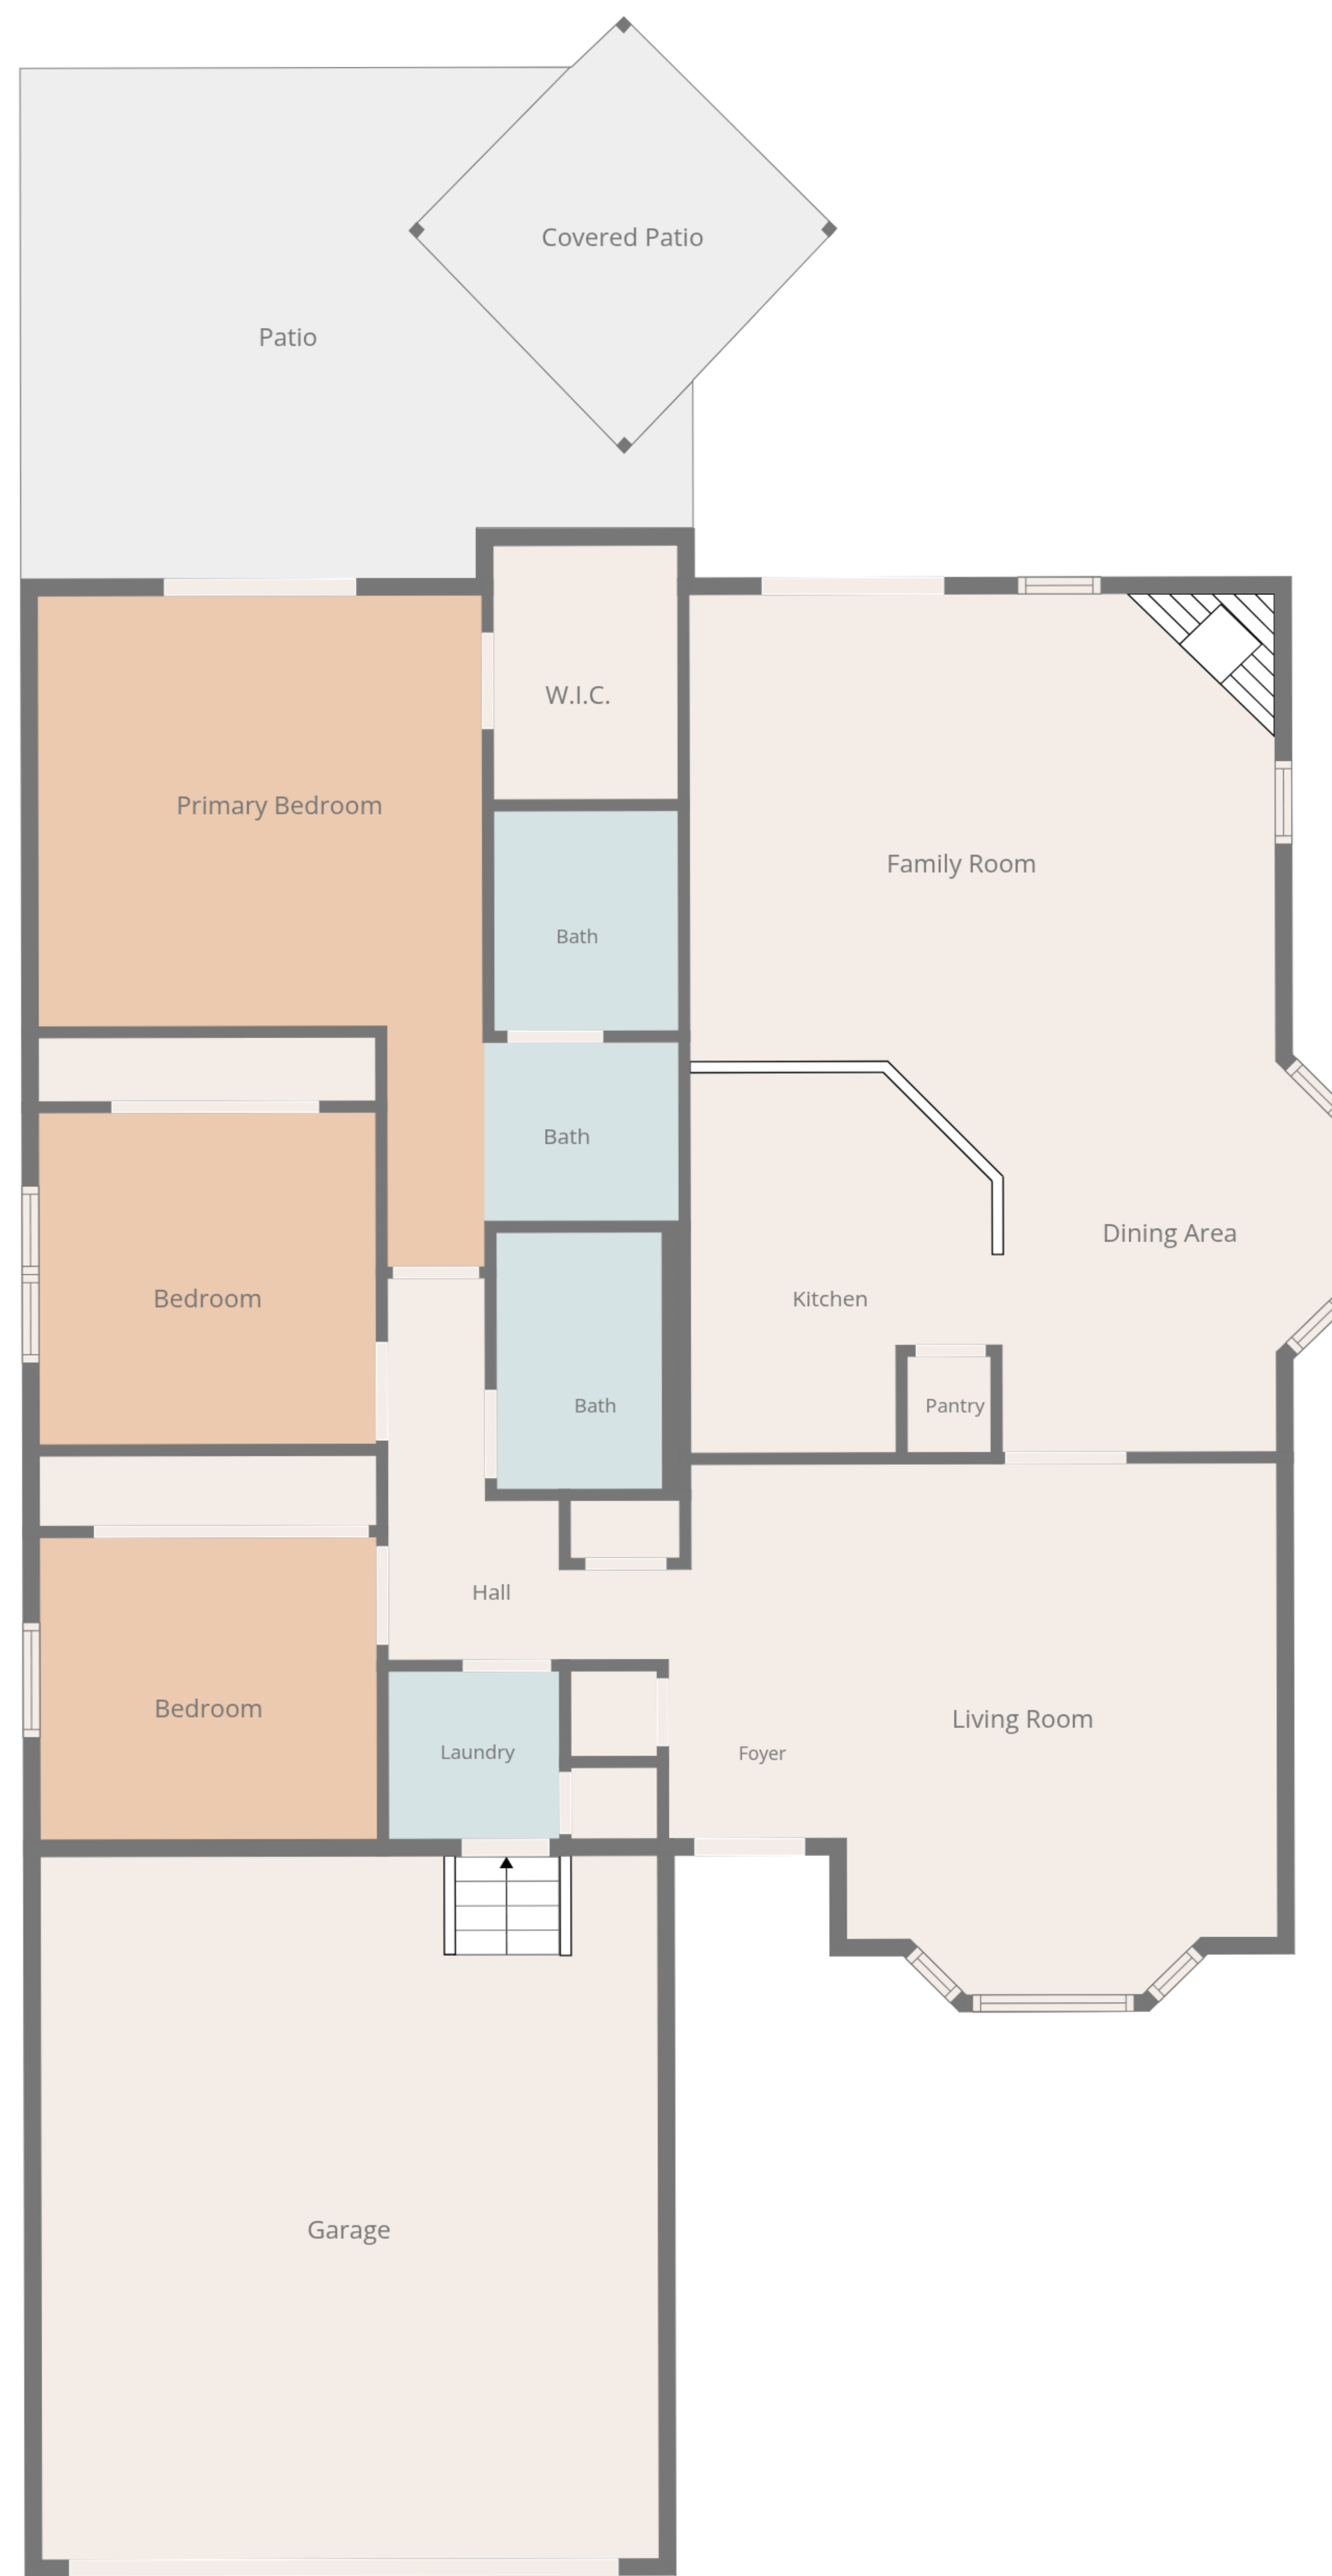 Covered Patio
Patio
W.I.C.
Primary Bedroom
Family Room
Bath
Bath
Dining Area
Bedroom
Kitchen
Bath
Pantry
Hall
Bedroom
Living Room
Laundry
Foyer
Garage